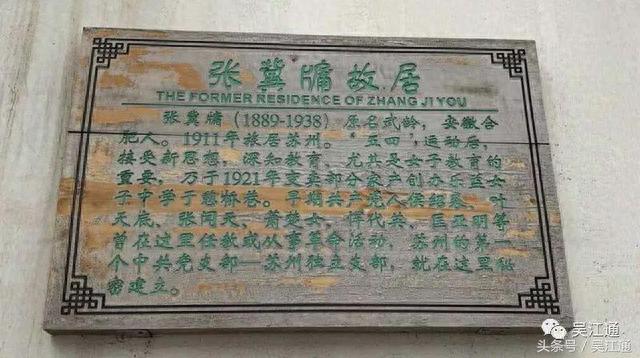 张冀牖故居
THE FORMER RESIDENCE OF ZHANG JI YOU
张冀牖(1889-1938)原名武龄,安徽合
肥人。1911年旅居苏州。"五四"运动后,
接受新思想,深知教育、尤其是女子教育的
重要,乃于1921年变卖部分家产创办乐益女
子中学于憩桥巷。早期共产党人侯绍裘、叶
天底、张闻天、萧楚女、恽代英、匡亚明等
曾在这里任教或从事革命活动,苏州的第一
个中共党支部—苏州独立支部,就在这里秘
密建立。
吴江通
头条号/吴江通